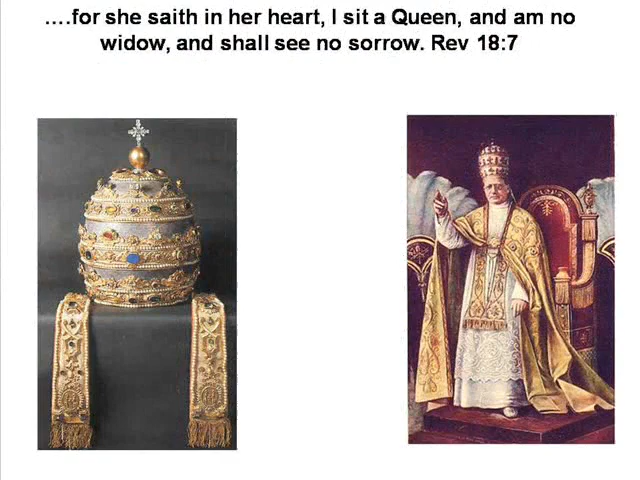 ….for she saith in her heart, I sit a Queen, and am no
widow, and shall see no sorrow. Rev 18:7